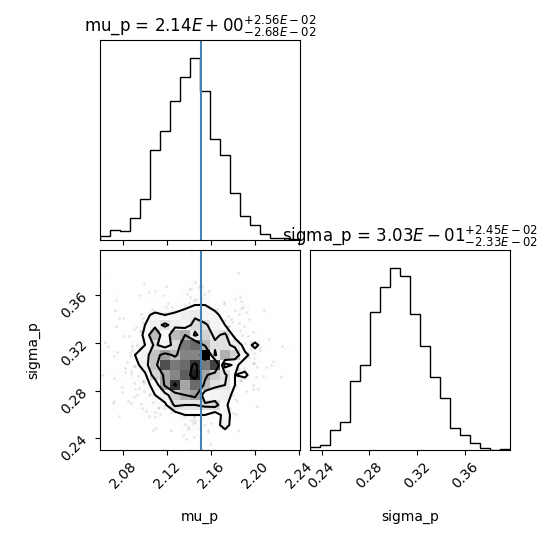 mu_p = 2.14E+00+2.56E−02−2.68E−02
sigma_p = 3.03E−01+2.45E−02−2.33E−02
sigma_p
0.36
0.32
0.28
0.24
2.08
2.12
2.16
2.20
2.24
mu_p
0.24
0.28
0.32
0.36
sigma_p